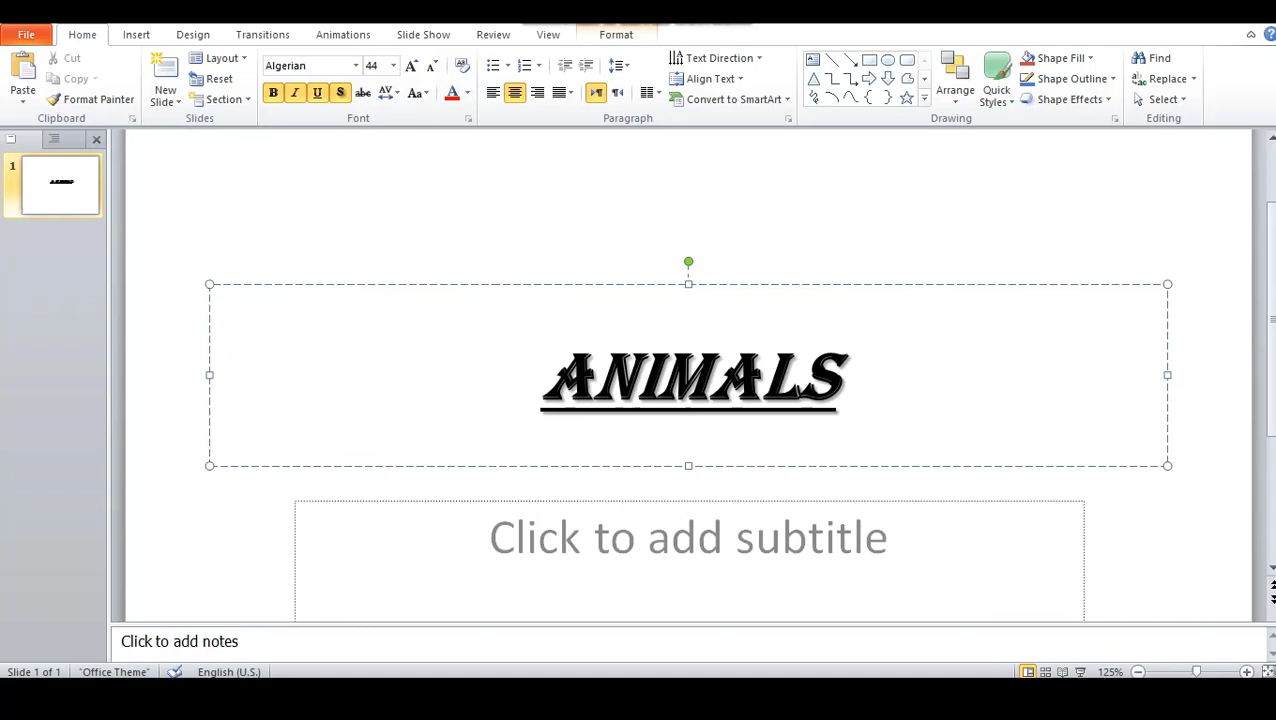 File Home Insert Design Transitions Animations Slide Show Review View Format
Paste Cut Copy Format Painter
Clipboard
New Slide Layout Reset Section
Slides
Algerian 44
B I U S abc AV Aa A
Font
Text Direction Align Text Convert to SmartArt
Paragraph
Arrange Quick Styles Shape Fill Shape Outline Shape Effects
Drawing
Find Replace Select
Editing
1
ANIMALS
ANIMALS
Click to add subtitle
Click to add notes
Slide 1 of 1 "Office Theme" English (U.S.) 125%